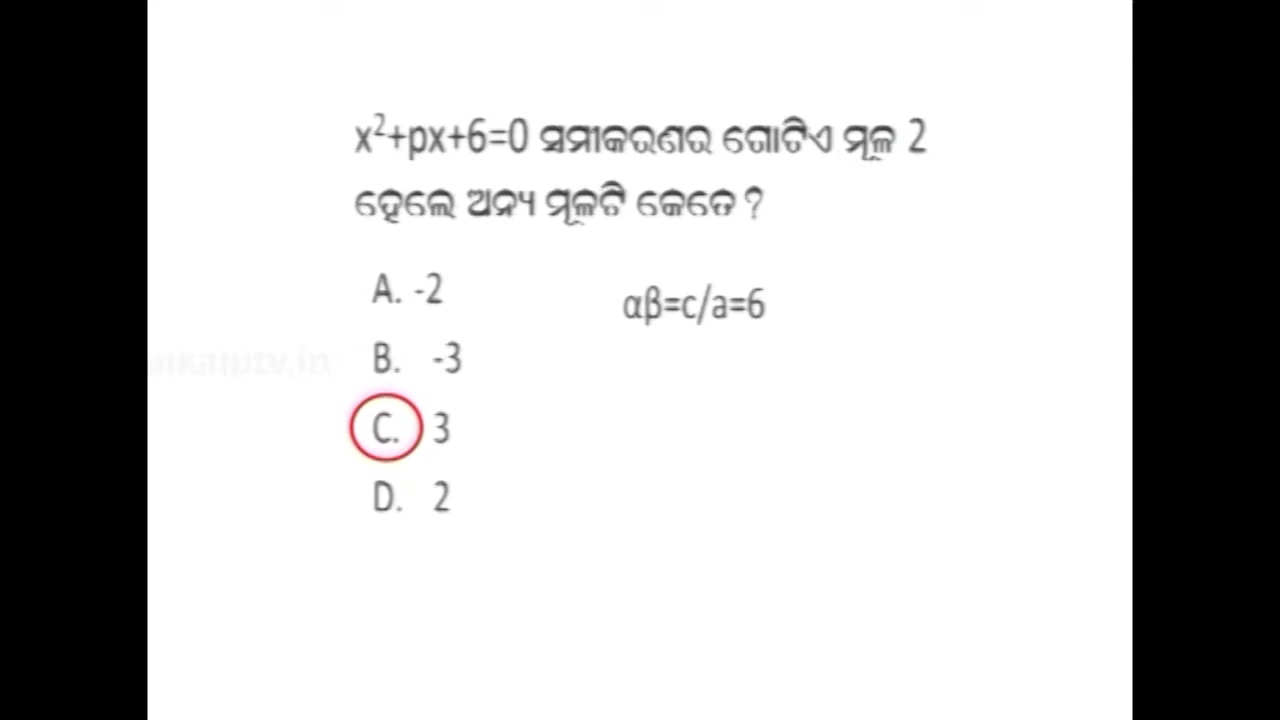 x²+px+6=0 ସମୀକରଣର ଗୋଟିଏ ମୂଳ 2
ହେଲେ ଅନ୍ୟ ମୂଳଟି କେତେ ?
A. -2
αβ=c/a=6
B. -3
C. 3
D. 2